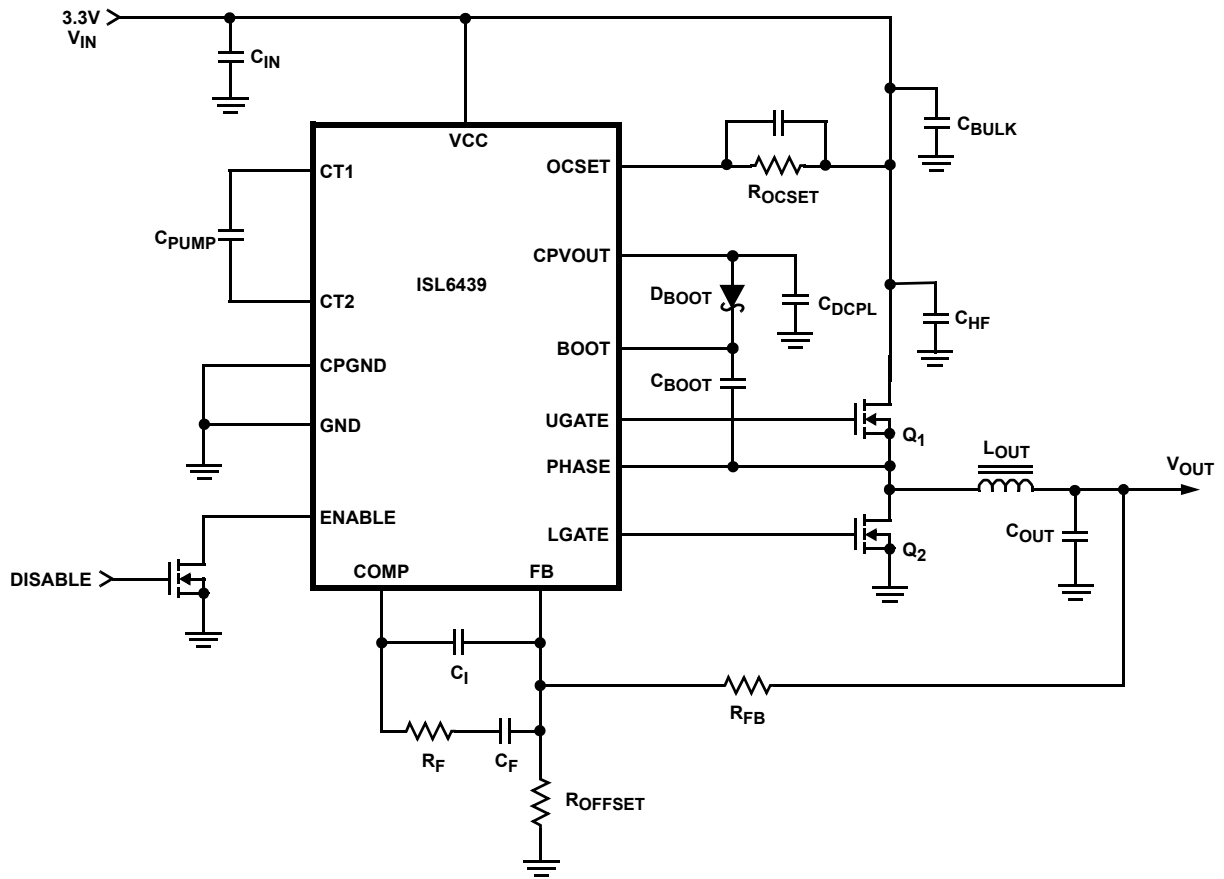 3.3V
VIN
CIN
VCC
CBULK
OCSET
ROCSET
CT1
CPUMP
CT2
ISL6439
CPVOUT
DBOOT
CDCPL
CHF
BOOT
CBOOT
CPGND
GND
UGATE
Q1
PHASE
LOUT
VOUT
ENABLE
LGATE
Q2
COUT
DISABLE
COMP
FB
CI
RFB
RF
CF
ROFFSET